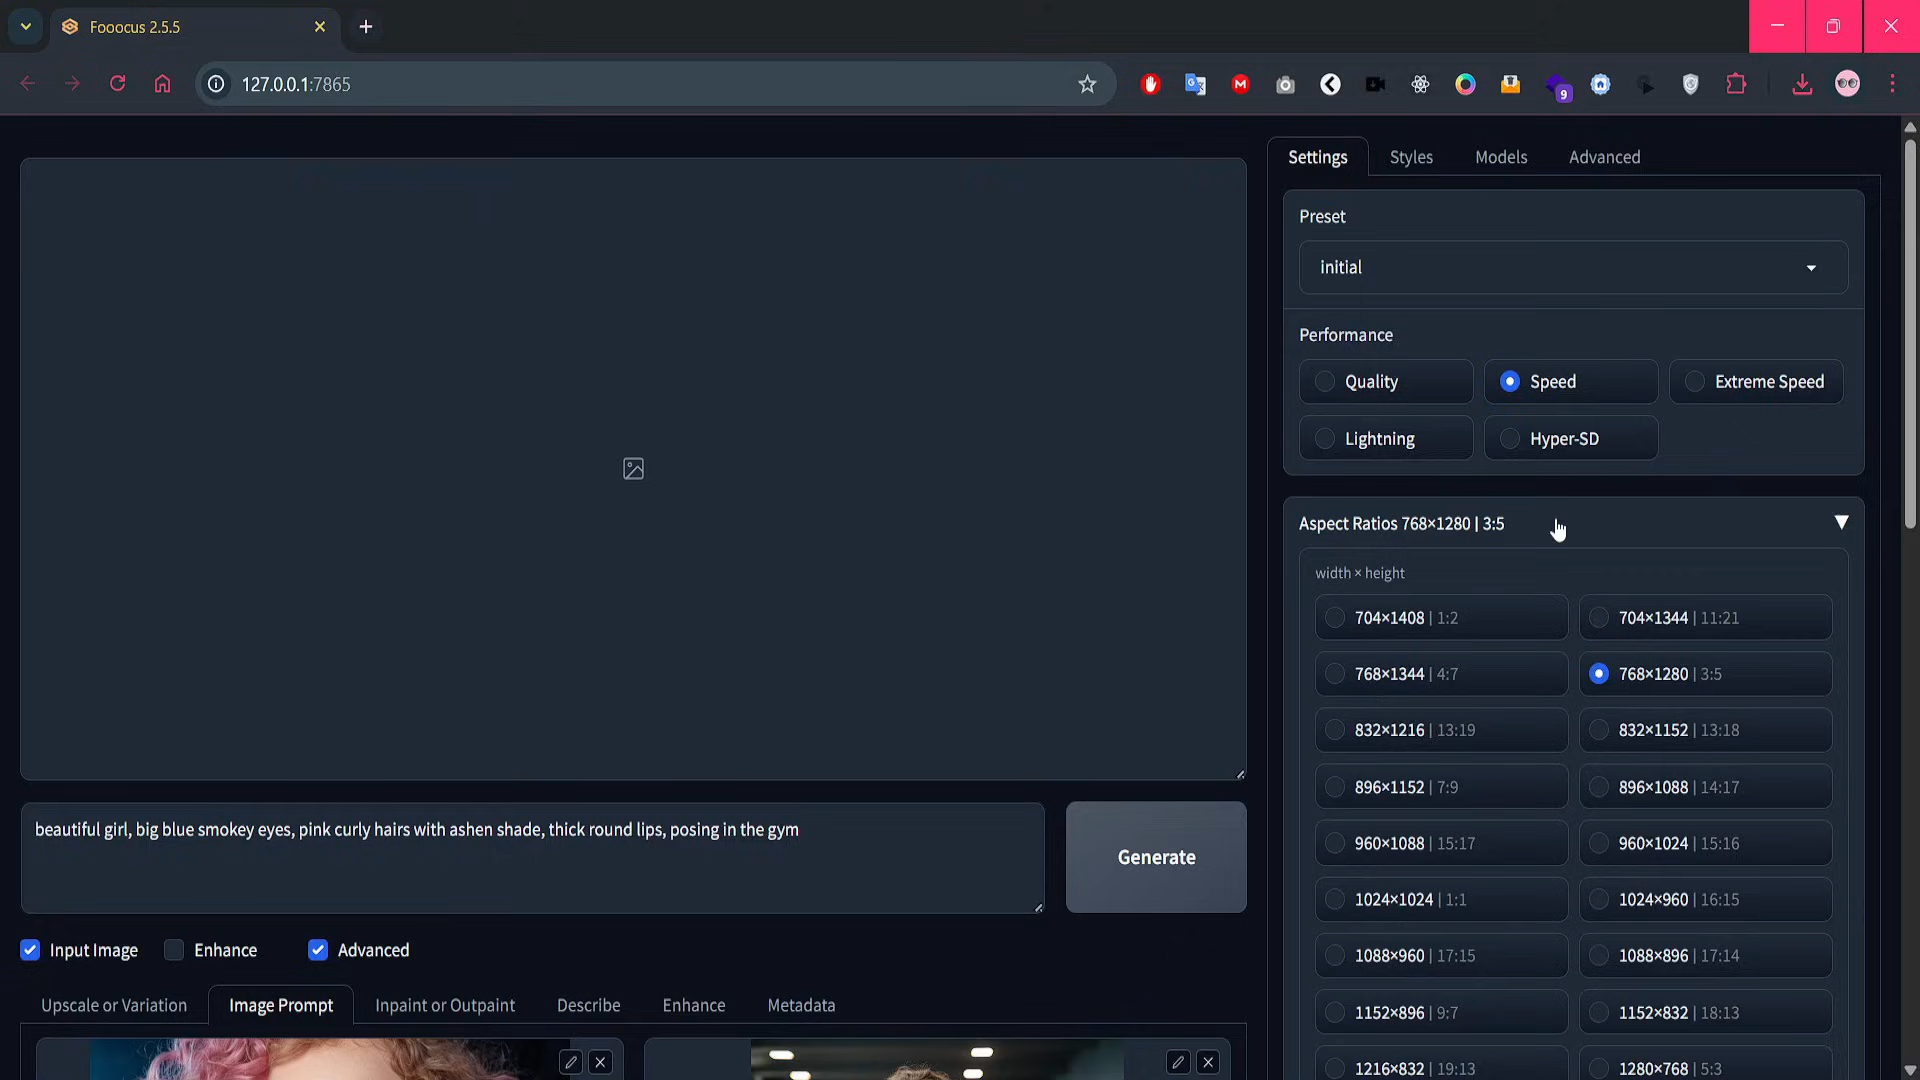 Fooocus 2.5.5
127.0.0.1:7865
9
Settings
Styles
Models
Advanced
Preset
initial
Performance
Quality
Speed
Extreme Speed
Lightning
Hyper-SD
Aspect Ratios 768×1280 | 3:5
width × height
704×1408 | 1:2
704×1344 | 11:21
768×1344 | 4:7
768×1280 | 3:5
832×1216 | 13:19
832×1152 | 13:18
896×1152 | 7:9
896×1088 | 14:17
960×1088 | 15:17
960×1024 | 15:16
1024×1024 | 1:1
1024×960 | 16:15
1088×960 | 17:15
1088×896 | 17:14
1152×896 | 9:7
1152×832 | 18:13
1216×832 | 19:13
1280×768 | 5:3
beautiful girl, big blue smokey eyes, pink curly hairs with ashen shade, thick round lips, posing in the gym
Generate
Input Image
Enhance
Advanced
Upscale or Variation
Image Prompt
Inpaint or Outpaint
Describe
Enhance
Metadata